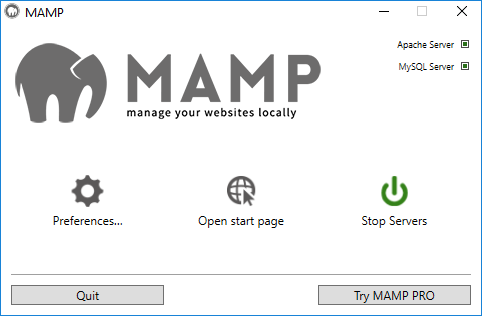 MAMP
Apache Server
MySQL Server
MAMP
manage your websites locally
Preferences...
Open start page
Stop Servers
Quit
Try MAMP PRO